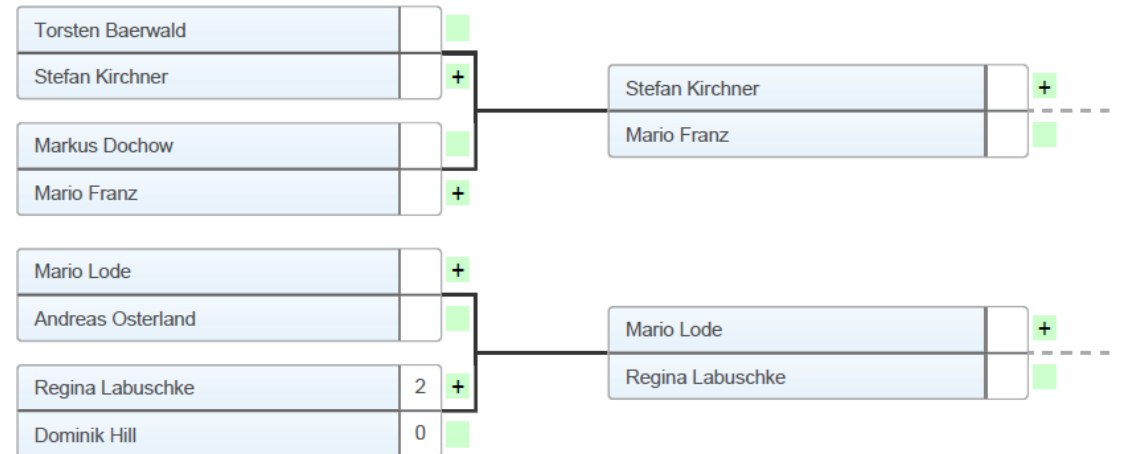 Torsten Baerwald
Stefan Kirchner +
Markus Dochow
Mario Franz +
Mario Lode +
Andreas Osterland
Regina Labuschke 2 +
Dominik Hill 0
Stefan Kirchner +
Mario Franz
Mario Lode +
Regina Labuschke